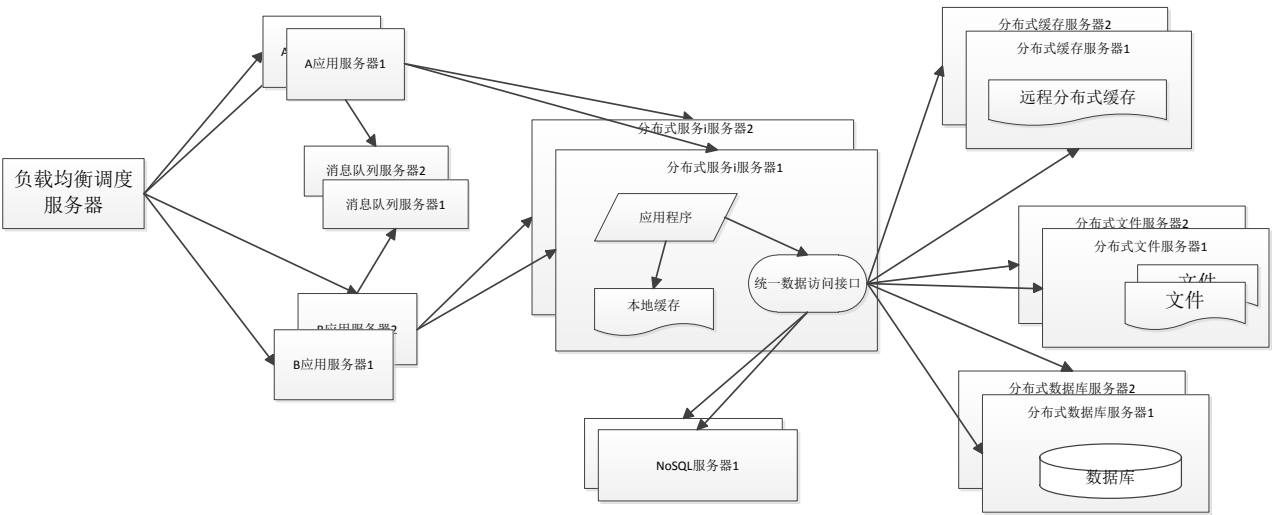 负载均衡调度
服务器
A
A应用服务器1
消息队列服务器2
消息队列服务器1
B应用服务器2
B应用服务器1
分布式服务i服务器2
分布式服务i服务器1
应用程序
本地缓存
统一数据访问接口
NoSQL服务器1
分布式缓存服务器2
分布式缓存服务器1
远程分布式缓存
分布式文件服务器2
分布式文件服务器1
文件
文件
分布式数据库服务器2
分布式数据库服务器1
数据库